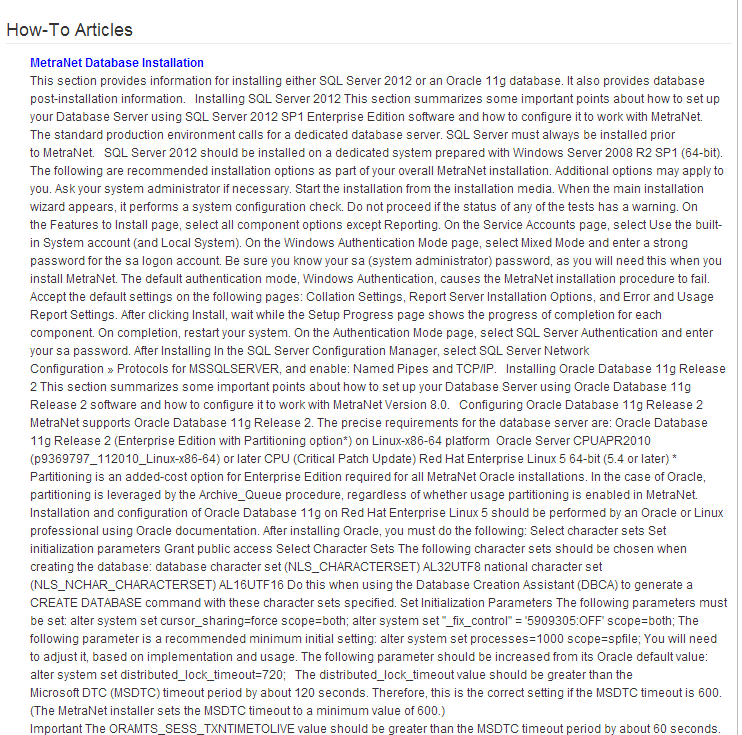 How-To Articles
MetraNet Database Installation
This section provides information for installing either SQL Server 2012 or an Oracle 11g database. It also provides database
post-installation information.   Installing SQL Server 2012 This section summarizes some important points about how to set up
your Database Server using SQL Server 2012 SP1 Enterprise Edition software and how to configure it to work with MetraNet.
The standard production environment calls for a dedicated database server. SQL Server must always be installed prior
to MetraNet.   SQL Server 2012 should be installed on a dedicated system prepared with Windows Server 2008 R2 SP1 (64-bit).
The following are recommended installation options as part of your overall MetraNet installation. Additional options may apply to
you. Ask your system administrator if necessary. Start the installation from the installation media. When the main installation
wizard appears, it performs a system configuration check. Do not proceed if the status of any of the tests has a warning. On
the Features to Install page, select all component options except Reporting. On the Service Accounts page, select Use the built-
in System account (and Local System). On the Windows Authentication Mode page, select Mixed Mode and enter a strong
password for the sa logon account. Be sure you know your sa (system administrator) password, as you will need this when you
install MetraNet. The default authentication mode, Windows Authentication, causes the MetraNet installation procedure to fail.
Accept the default settings on the following pages: Collation Settings, Report Server Installation Options, and Error and Usage
Report Settings. After clicking Install, wait while the Setup Progress page shows the progress of completion for each
component. On completion, restart your system. On the Authentication Mode page, select SQL Server Authentication and enter
your sa password. After Installing In the SQL Server Configuration Manager, select SQL Server Network
Configuration » Protocols for MSSQLSERVER, and enable: Named Pipes and TCP/IP.   Installing Oracle Database 11g Release
2 This section summarizes some important points about how to set up your Database Server using Oracle Database 11g
Release 2 software and how to configure it to work with MetraNet Version 8.0.   Configuring Oracle Database 11g Release 2
MetraNet supports Oracle Database 11g Release 2. The precise requirements for the database server are: Oracle Database
11g Release 2 (Enterprise Edition with Partitioning option*) on Linux-x86-64 platform  Oracle Server CPUAPR2010
(p9369797_112010_Linux-x86-64) or later CPU (Critical Patch Update) Red Hat Enterprise Linux 5 64-bit (5.4 or later) *
Partitioning is an added-cost option for Enterprise Edition required for all MetraNet Oracle installations. In the case of Oracle,
partitioning is leveraged by the Archive_Queue procedure, regardless of whether usage partitioning is enabled in MetraNet.
Installation and configuration of Oracle Database 11g on Red Hat Enterprise Linux 5 should be performed by an Oracle or Linux
professional using Oracle documentation. After installing Oracle, you must do the following: Select character sets Set
initialization parameters Grant public access Select Character Sets The following character sets should be chosen when
creating the database: database character set (NLS_CHARACTERSET) AL32UTF8 national character set
(NLS_NCHAR_CHARACTERSET) AL16UTF16 Do this when using the Database Creation Assistant (DBCA) to generate a
CREATE DATABASE command with these character sets specified. Set Initialization Parameters The following parameters must
be set: alter system set cursor_sharing=force scope=both; alter system set "_fix_control" = '5909305:OFF' scope=both; The
following parameter is a recommended minimum initial setting: alter system set processes=1000 scope=spfile; You will need
to adjust it, based on implementation and usage. The following parameter should be increased from its Oracle default value:
alter system set distributed_lock_timeout=720;   The distributed_lock_timeout value should be greater than the
Microsoft DTC (MSDTC) timeout period by about 120 seconds. Therefore, this is the correct setting if the MSDTC timeout is 600.
(The MetraNet installer sets the MSDTC timeout to a minimum value of 600.)
Important The ORAMTS_SESS_TXNTIMETOLIVE value should be greater than the MSDTC timeout period by about 60 seconds.